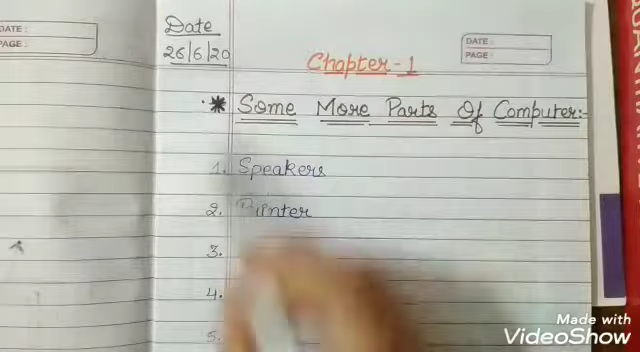 DATE :
PAGE :
Date
26/6/20
Chapter-1
DATE :
PAGE :
* Some More Parts Of Computer:-
1. Speakers
2. Printer
3.
4.
5.
Made with
VideoShow